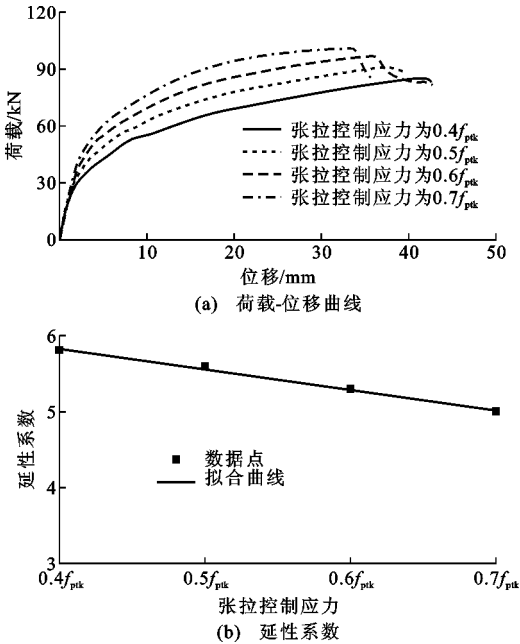 120
90
60
30
0
荷载/kN
张拉控制应力为0.4fptk
张拉控制应力为0.5fptk
张拉控制应力为0.6fptk
张拉控制应力为0.7fptk
10 20 30 40 50
位移/mm
(a) 荷载-位移曲线
6
5
4
3
延性系数
数据点
拟合曲线
0.4fptk 0.5fptk 0.6fptk 0.7fptk
张拉控制应力
(b) 延性系数